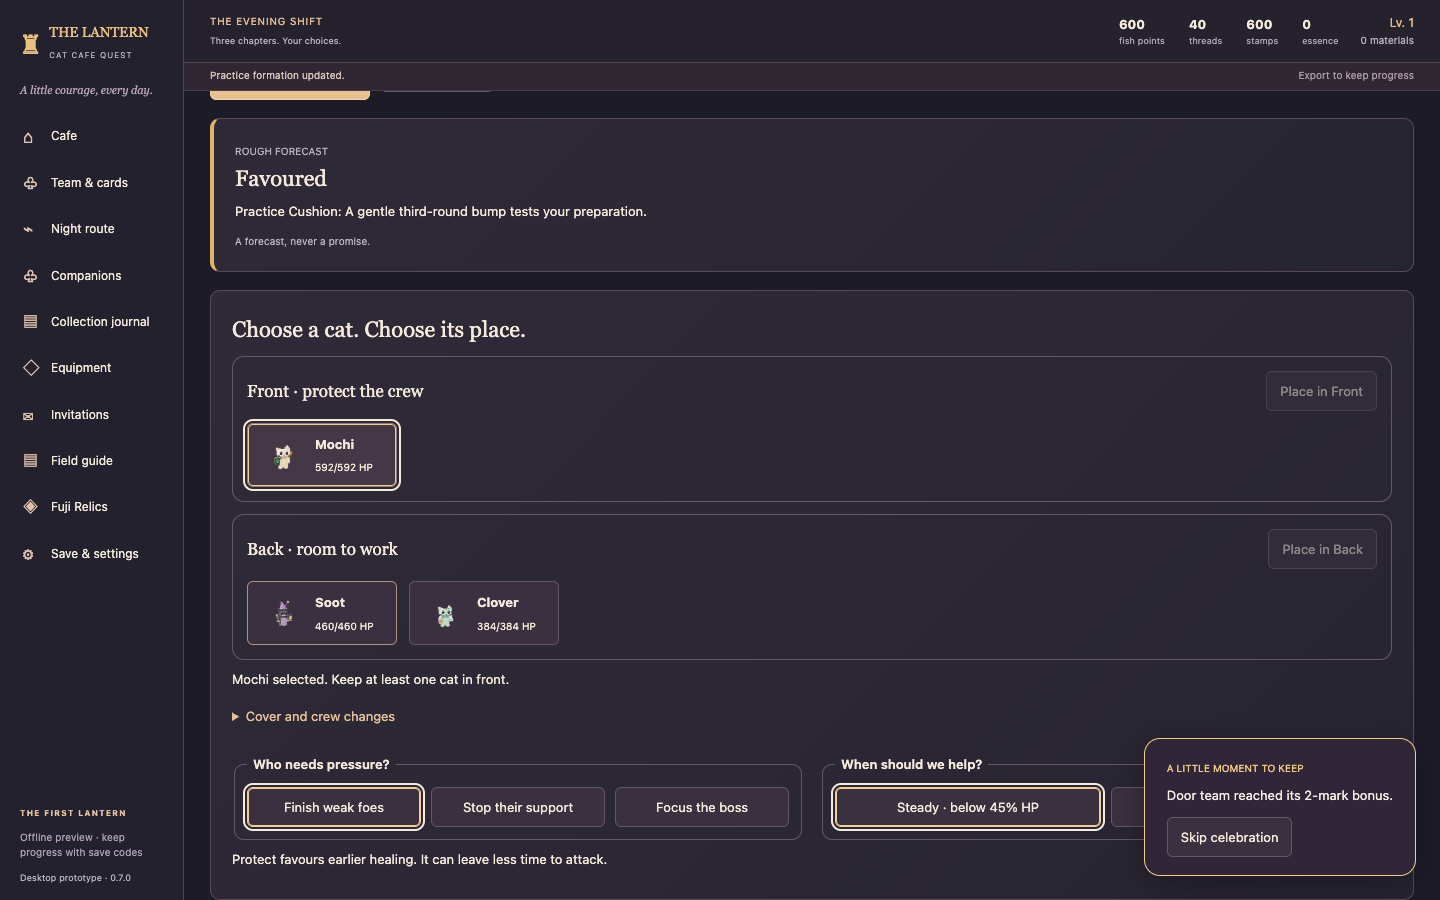 THE LANTERN
CAT CAFE QUEST
A little courage, every day.
Cafe
Team & cards
Night route
Companions
Collection journal
Equipment
Invitations
Field guide
Fuji Relics
Save & settings
THE FIRST LANTERN
Offline preview · keep
progress with save codes
Desktop prototype · 0.7.0
THE EVENING SHIFT
Three chapters. Your choices.
600
fish points
40
threads
600
stamps
0
essence
Lv. 1
0 materials
Practice formation updated.
Export to keep progress
ROUGH FORECAST
Favoured
Practice Cushion: A gentle third-round bump tests your preparation.
A forecast, never a promise.
Choose a cat. Choose its place.
Front · protect the crew
Place in Front
Mochi
592/592 HP
Back · room to work
Place in Back
Soot
460/460 HP
Clover
384/384 HP
Mochi selected. Keep at least one cat in front.
Cover and crew changes
Who needs pressure?
Finish weak foes
Stop their support
Focus the boss
When should we help?
Steady · below 45% HP
Protect favours earlier healing. It can leave less time to attack.
A LITTLE MOMENT TO KEEP
Door team reached its 2-mark bonus.
Skip celebration